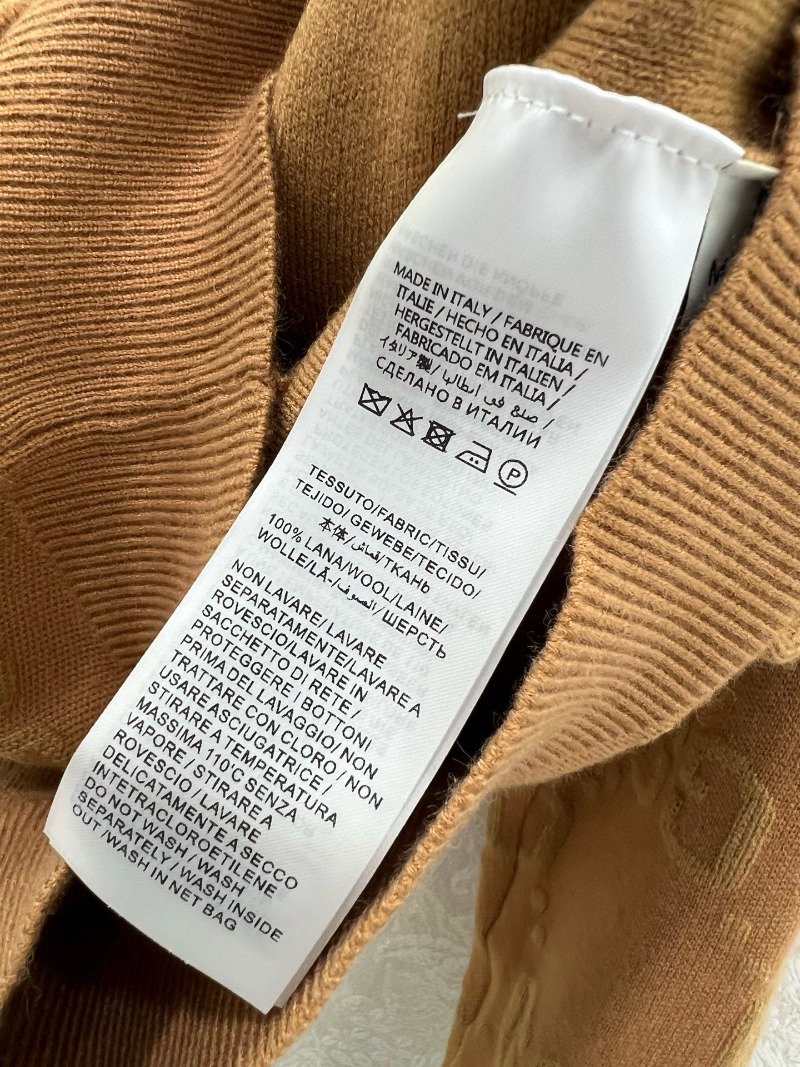 MADE IN ITALY / FABRIQUE EN
ITALIE / HECHO EN ITALIA /
HERGESTELLT IN ITALIEN /
FABRICADO EM ITALIA /
イタリア製/ صنع في ايطاليا /
СДЕЛАНО В ИТАЛИИ
P
TESSUTO/FABRIC/TISSU/
TEJIDO/ GEWEBE/TECIDO/
本体/قماش/ТКАНЬ
100% LANA/WOOL/LAINE/
WOLLE/LÃ-/الصوف/ШЕРСТЬ
NON LAVARE/ LAVARE
SEPARATAMENTE/LAVARE A
ROVESCIO/LAVARE IN
SACCHETTO DI RETE /
PROTEGGERE I BOTTONI
PRIMA DEL LAVAGGIO/ NON
TRATTARE CON CLORO / NON
USARE ASCIUGATRICE /
STIRARE A TEMPERATURA
MASSIMA 110°C SENZA
VAPORE / STIRARE A
ROVESCIO / LAVARE
DELICATAMENTE A SECCO
INTETRACLOROETILENE
DO NOT WASH / WASH
SEPARATELY / WASH INSIDE
OUT /WASH IN NET BAG